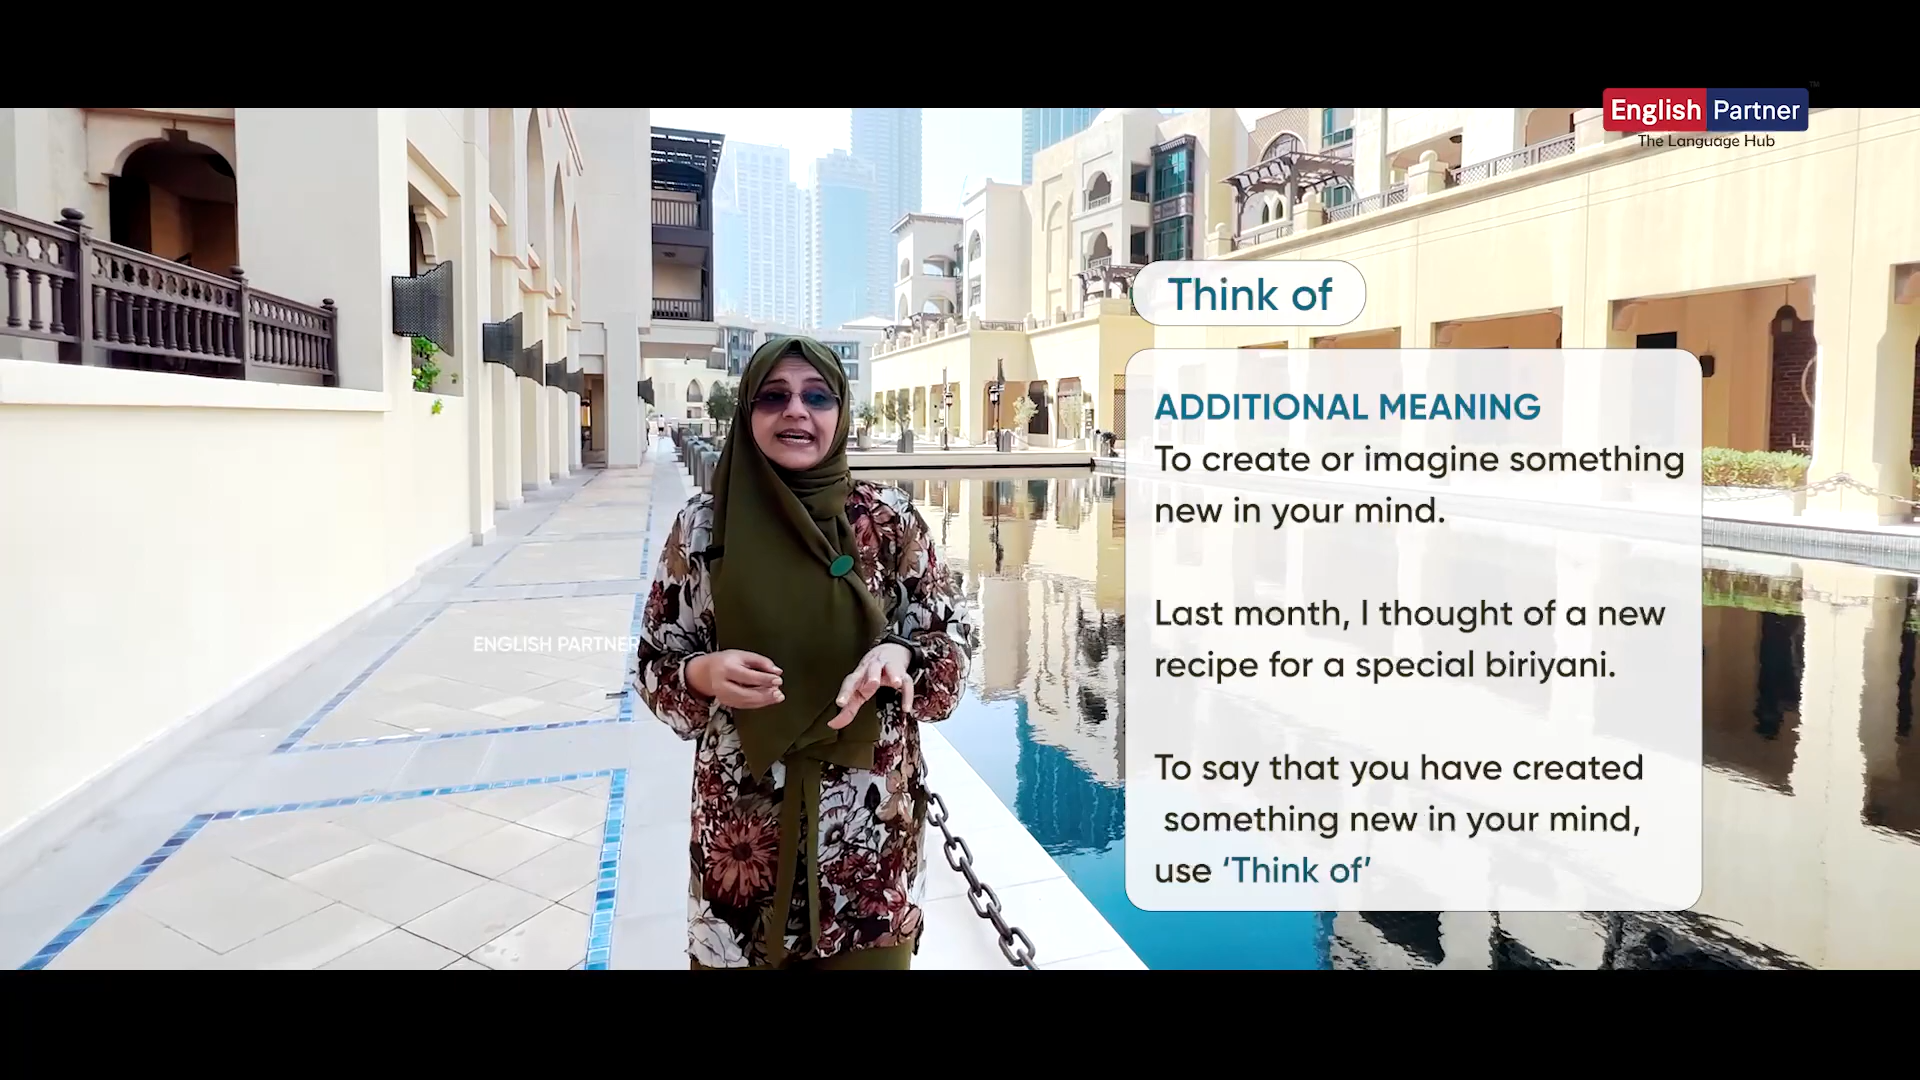 English Partner
The Language Hub
Think of
ADDITIONAL MEANING
To create or imagine something
new in your mind.
Last month, I thought of a new
recipe for a special biriyani.
To say that you have created
something new in your mind,
use ‘Think of’
ENGLISH PARTNER
TM